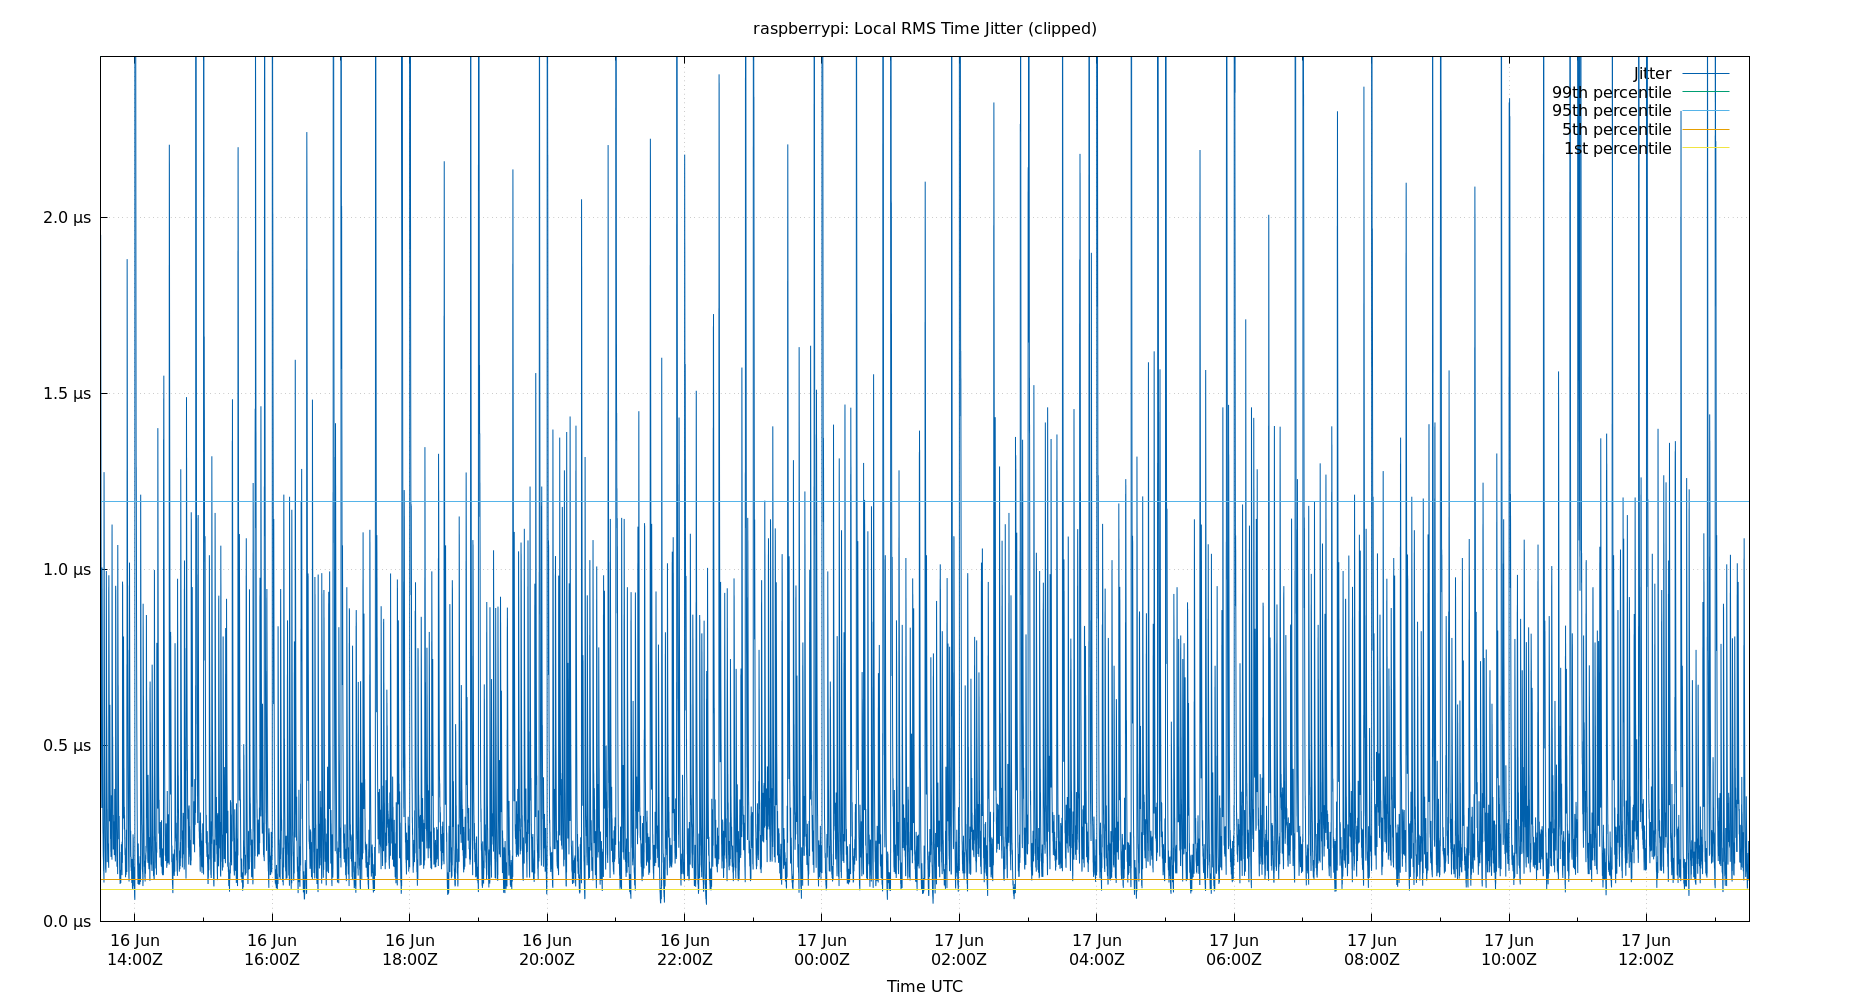 raspberrypi: Local RMS Time Jitter (clipped)
Jitter
99th percentile
95th percentile
5th percentile
1st percentile
2.0 µs
1.5 µs
1.0 µs
0.5 µs
0.0 µs
16 Jun 16 Jun 16 Jun 16 Jun 16 Jun 17 Jun 17 Jun 17 Jun 17 Jun 17 Jun 17 Jun 17 Jun
14:00Z 16:00Z 18:00Z 20:00Z 22:00Z 00:00Z 02:00Z 04:00Z 06:00Z 08:00Z 10:00Z 12:00Z
Time UTC